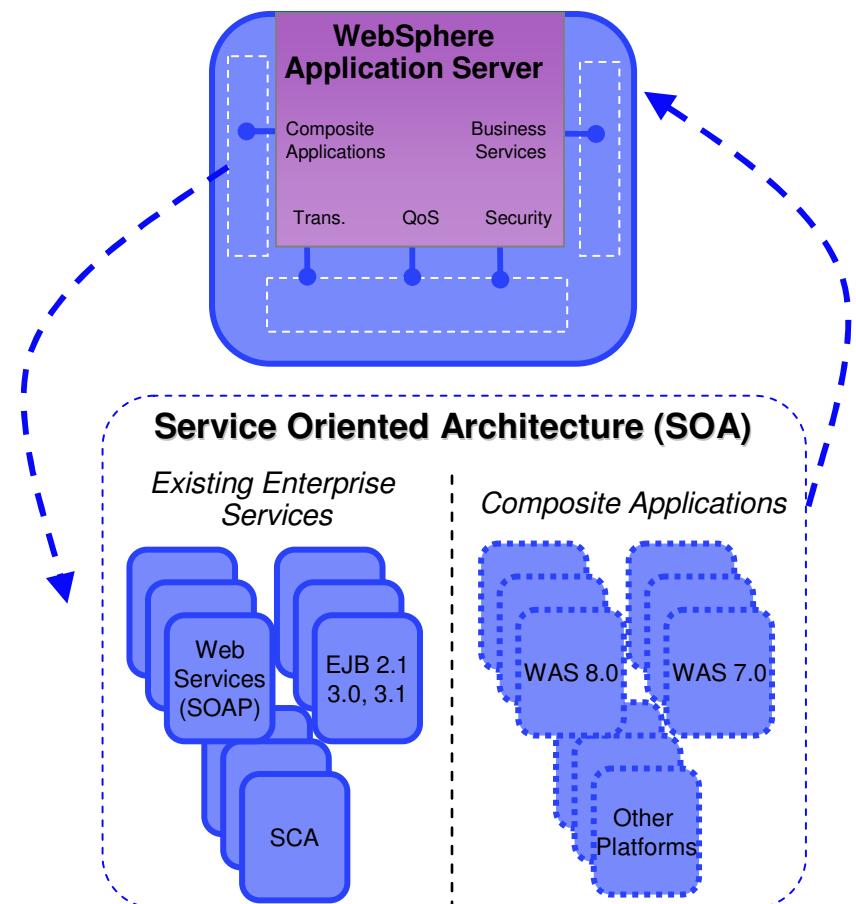 WebSphere
Application Server
Composite
Applications
Business
Services
Trans.
QoS
Security
Service Oriented Architecture (SOA)
Existing Enterprise
Services
Composite Applications
Web
Services
(SOAP)
EJB 2.1
3.0, 3.1
WAS 8.0
WAS 7.0
SCA
Other
Platforms